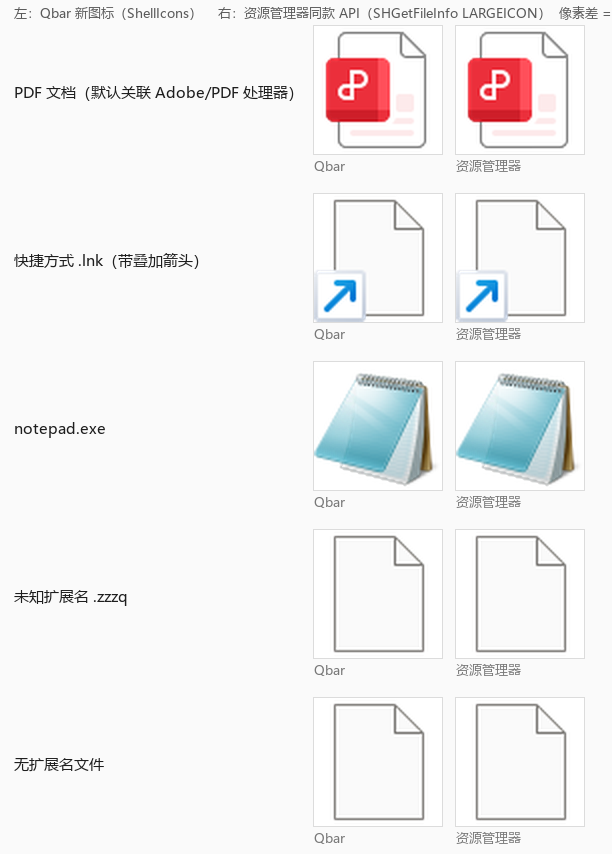 左：Qbar 新图标（ShellIcons） 右：资源管理器同款 API（SHGetFileInfo LARGEICON） 像素差 =
PDF 文档（默认关联 Adobe/PDF 处理器）
Qbar 资源管理器
快捷方式 .lnk（带叠加箭头）
Qbar 资源管理器
notepad.exe
Qbar 资源管理器
未知扩展名 .zzzq
Qbar 资源管理器
无扩展名文件
Qbar 资源管理器